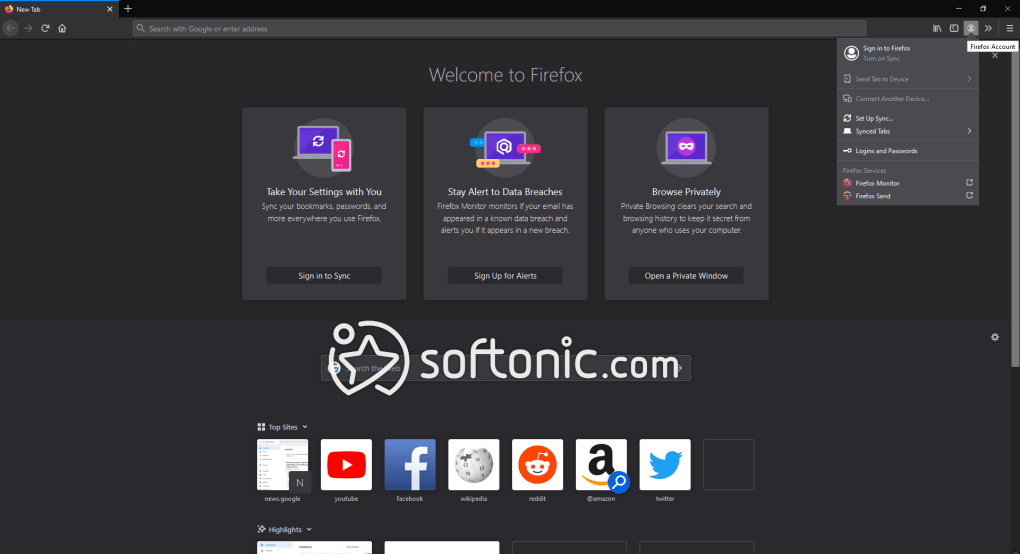 New Tab
Search with Google or enter address
Firefox Account
Sign in to Firefox
Turn on Sync
Send Tab to Device
Connect Another Device...
Set Up Sync...
Synced Tabs
Logins and Passwords
Firefox Services
Firefox Monitor
Firefox Send
Welcome to Firefox
Take Your Settings with You
Sync your bookmarks, passwords, and
more everywhere you use Firefox.
Sign in to Sync
Stay Alert to Data Breaches
Firefox Monitor monitors if your email has
appeared in a known data breach and
alerts you if it appears in a new breach.
Sign Up for Alerts
Browse Privately
Private Browsing clears your search and
browsing history to keep it secret from
anyone who uses your computer.
Open a Private Window
softonic.com
Search the Web
Top Sites
N
news.google
youtube
facebook
wikipedia
reddit
a
@amazon
twitter
Highlights